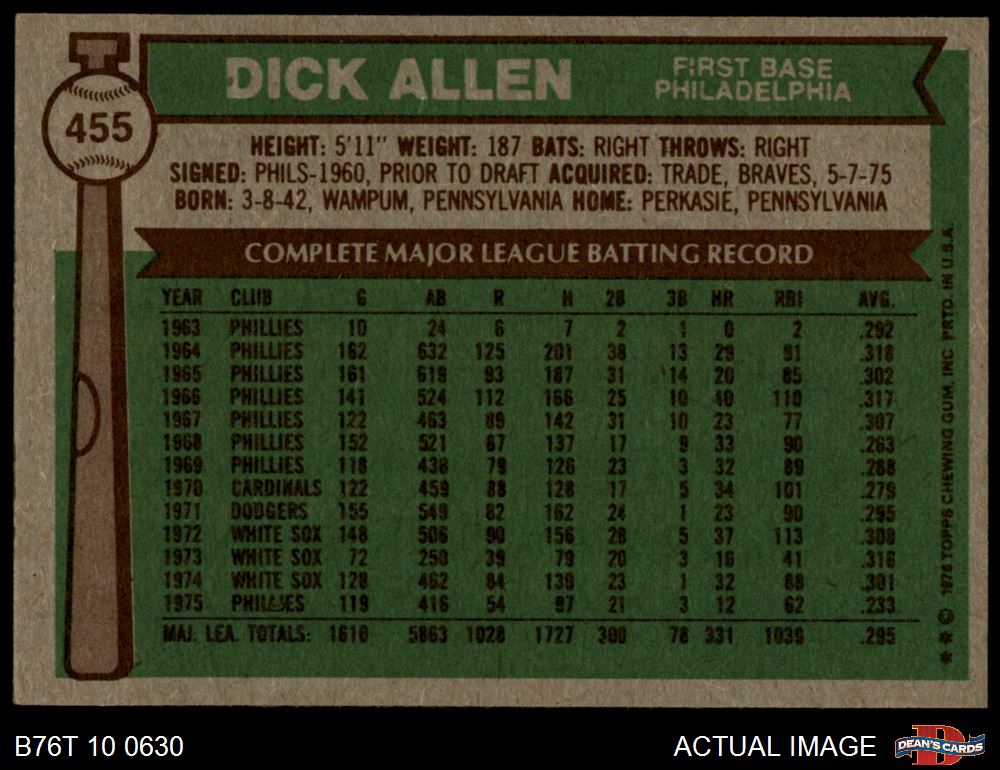 455
DICK ALLEN
FIRST BASE
PHILADELPHIA
HEIGHT: 5'11" WEIGHT: 187 BATS: RIGHT THROWS: RIGHT
SIGNED: PHILS-1960, PRIOR TO DRAFT ACQUIRED: TRADE, BRAVES, 5-7-75
BORN: 3-8-42, WAMPUM, PENNSYLVANIA HOME: PERKASIE, PENNSYLVANIA
COMPLETE MAJOR LEAGUE BATTING RECORD
YEAR CLUB G AB R H 2B 3B HR RBI AVG.
1963 PHILLIES 10 24 6 7 2 1 0 2 .292
1964 PHILLIES 162 632 125 201 38 13 29 91 .318
1965 PHILLIES 161 619 93 187 31 14 20 85 .302
1966 PHILLIES 141 524 112 166 25 10 40 110 .317
1967 PHILLIES 122 463 89 142 31 10 23 77 .307
1968 PHILLIES 152 521 87 137 17 9 33 90 .263
1969 PHILLIES 118 438 79 126 23 3 32 89 .288
1970 CARDINALS 122 459 88 128 17 5 34 101 .279
1971 DODGERS 155 549 82 162 24 1 23 90 .295
1972 WHITE SOX 148 506 90 156 28 5 37 113 .308
1973 WHITE SOX 72 250 39 79 20 3 16 41 .316
1974 WHITE SOX 128 462 84 139 23 1 32 88 .301
1975 PHILLIES 119 416 54 97 21 3 12 62 .233
MAJ. LEA. TOTALS: 1610 5863 1028 1727 300 78 331 1039 .295
* * © 1976 TOPPS CHEWING GUM, INC PRTD. IN U.S.A.
B76T 10 0630
ACTUAL IMAGE
D
DEAN'S CARDS